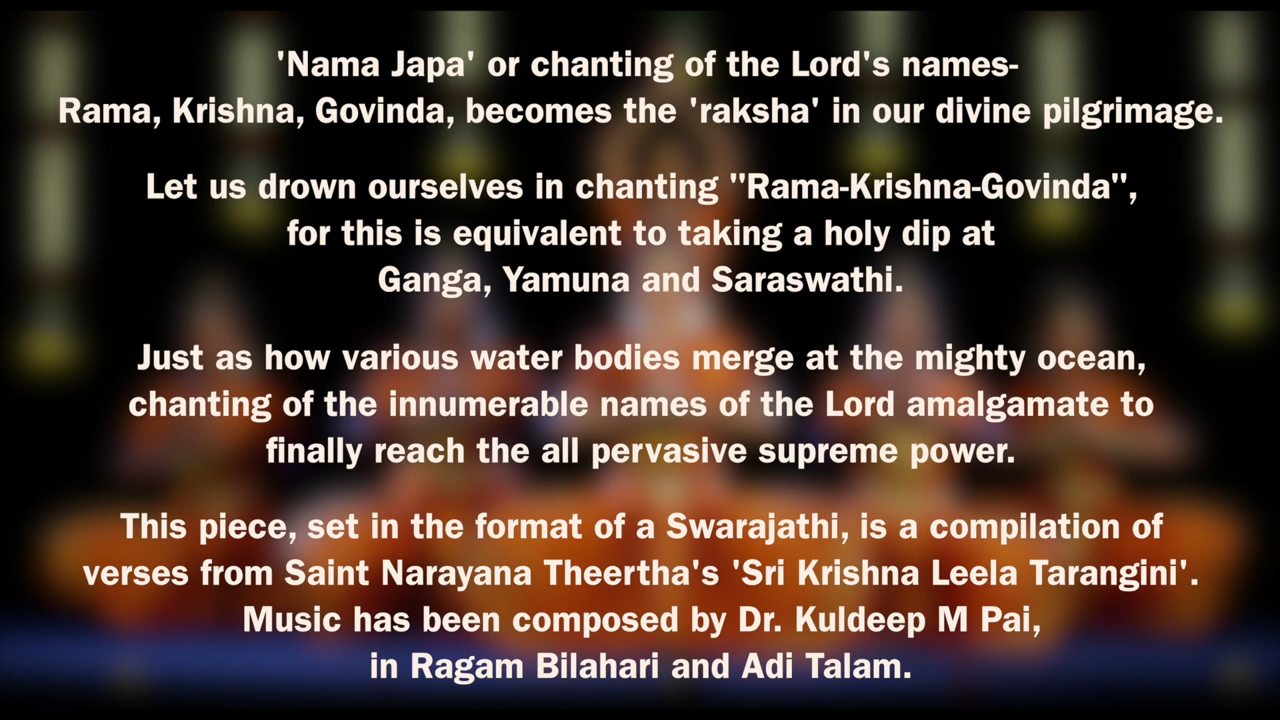 'Nama Japa' or chanting of the Lord's names-
Rama, Krishna, Govinda, becomes the 'raksha' in our divine pilgrimage.
Let us drown ourselves in chanting "Rama-Krishna-Govinda",
for this is equivalent to taking a holy dip at
Ganga, Yamuna and Saraswathi.
Just as how various water bodies merge at the mighty ocean,
chanting of the innumerable names of the Lord amalgamate to
finally reach the all pervasive supreme power.
This piece, set in the format of a Swarajathi, is a compilation of
verses from Saint Narayana Theertha's 'Sri Krishna Leela Tarangini'.
Music has been composed by Dr. Kuldeep M Pai,
in Ragam Bilahari and Adi Talam.